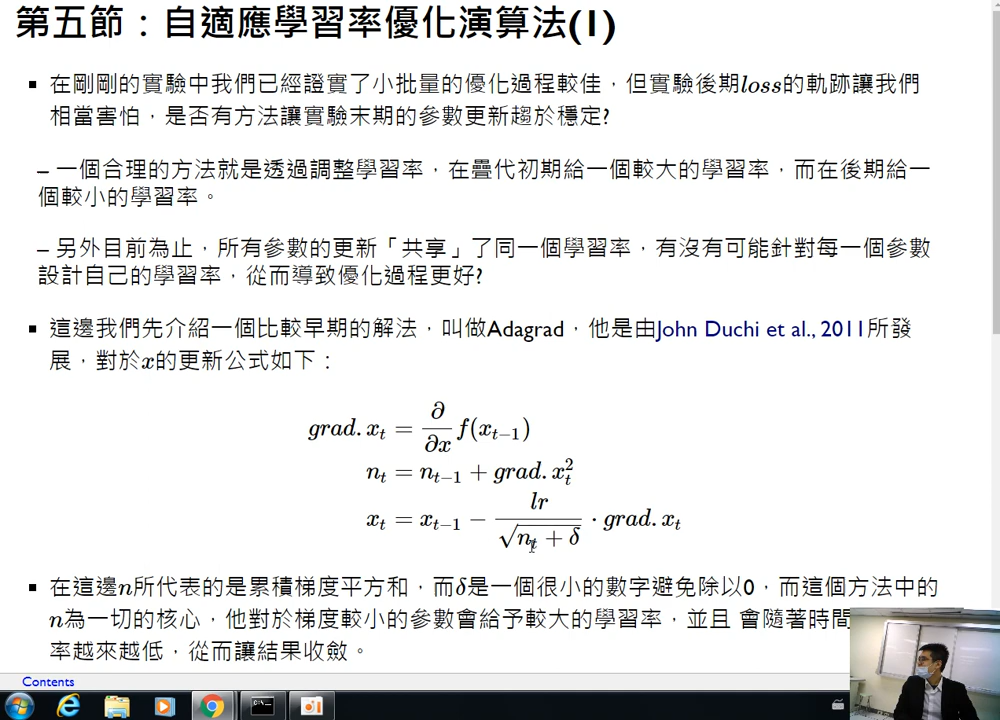 第五節：自適應學習率優化演算法(1)
▪ 在剛剛的實驗中我們已經證實了小批量的優化過程較佳，但實驗後期loss的軌跡讓我們
相當害怕，是否有方法讓實驗末期的參數更新趨於穩定?
– 一個合理的方法就是透過調整學習率，在疊代初期給一個較大的學習率，而在後期給一
個較小的學習率。
– 另外目前為止，所有參數的更新「共享」了同一個學習率，有沒有可能針對每一個參數
設計自己的學習率，從而導致優化過程更好?
▪ 這邊我們先介紹一個比較早期的解法，叫做Adagrad，他是由John Duchi et al., 2011所發
展，對於x的更新公式如下：
grad.x_t = ∂/∂x f(x_{t−1})
n_t = n_{t−1} + grad.x_t^2
x_t = x_{t−1} − lr/√(n_t + δ) · grad.x_t
▪ 在這邊n所代表的是累積梯度平方和，而δ是一個很小的數字避免除以0，而這個方法中的
n為一切的核心，他對於梯度較小的參數會給予較大的學習率，並且 會隨著時間
率越來越低，從而讓結果收斂。
Contents